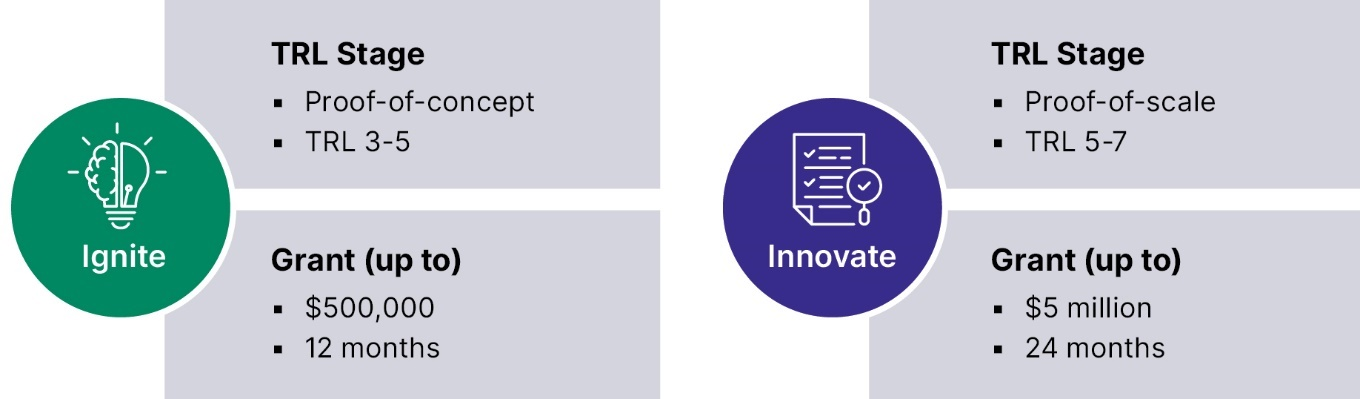 Ignite
TRL Stage
▪ Proof-of-concept
▪ TRL 3-5
Grant (up to)
▪ $500,000
▪ 12 months
Innovate
TRL Stage
▪ Proof-of-scale
▪ TRL 5-7
Grant (up to)
▪ $5 million
▪ 24 months